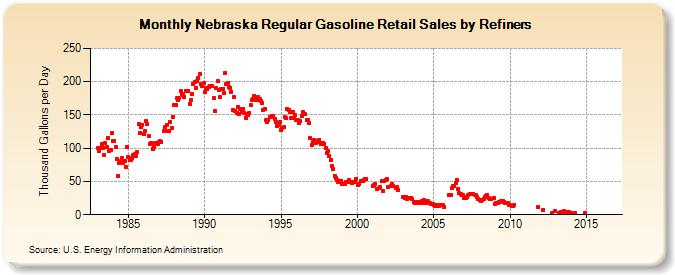 Monthly Nebraska Regular Gasoline Retail Sales by Refiners
Thousand Gallons per Day
250
200
150
100
50
0
1985 1990 1995 2000 2005 2010 2015
Source: U.S. Energy Information Administration